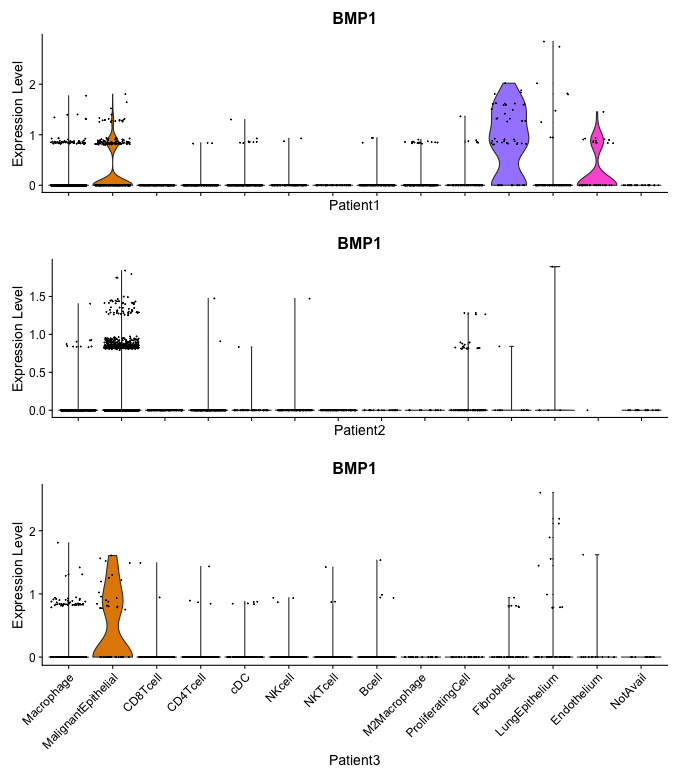 BMP1
Expression Level
2
1
0
Patient1
BMP1
Expression Level
1.5
1.0
0.5
0.0
Patient2
BMP1
Expression Level
2
1
0
Macrophage
MalignantEpithelial
CD8Tcell
CD4Tcell
cDC
NKcell
NKTcell
Bcell
M2Macrophage
ProliferatingCell
Fibroblast
LungEpithelium
Endothelium
NotAvail
Patient3